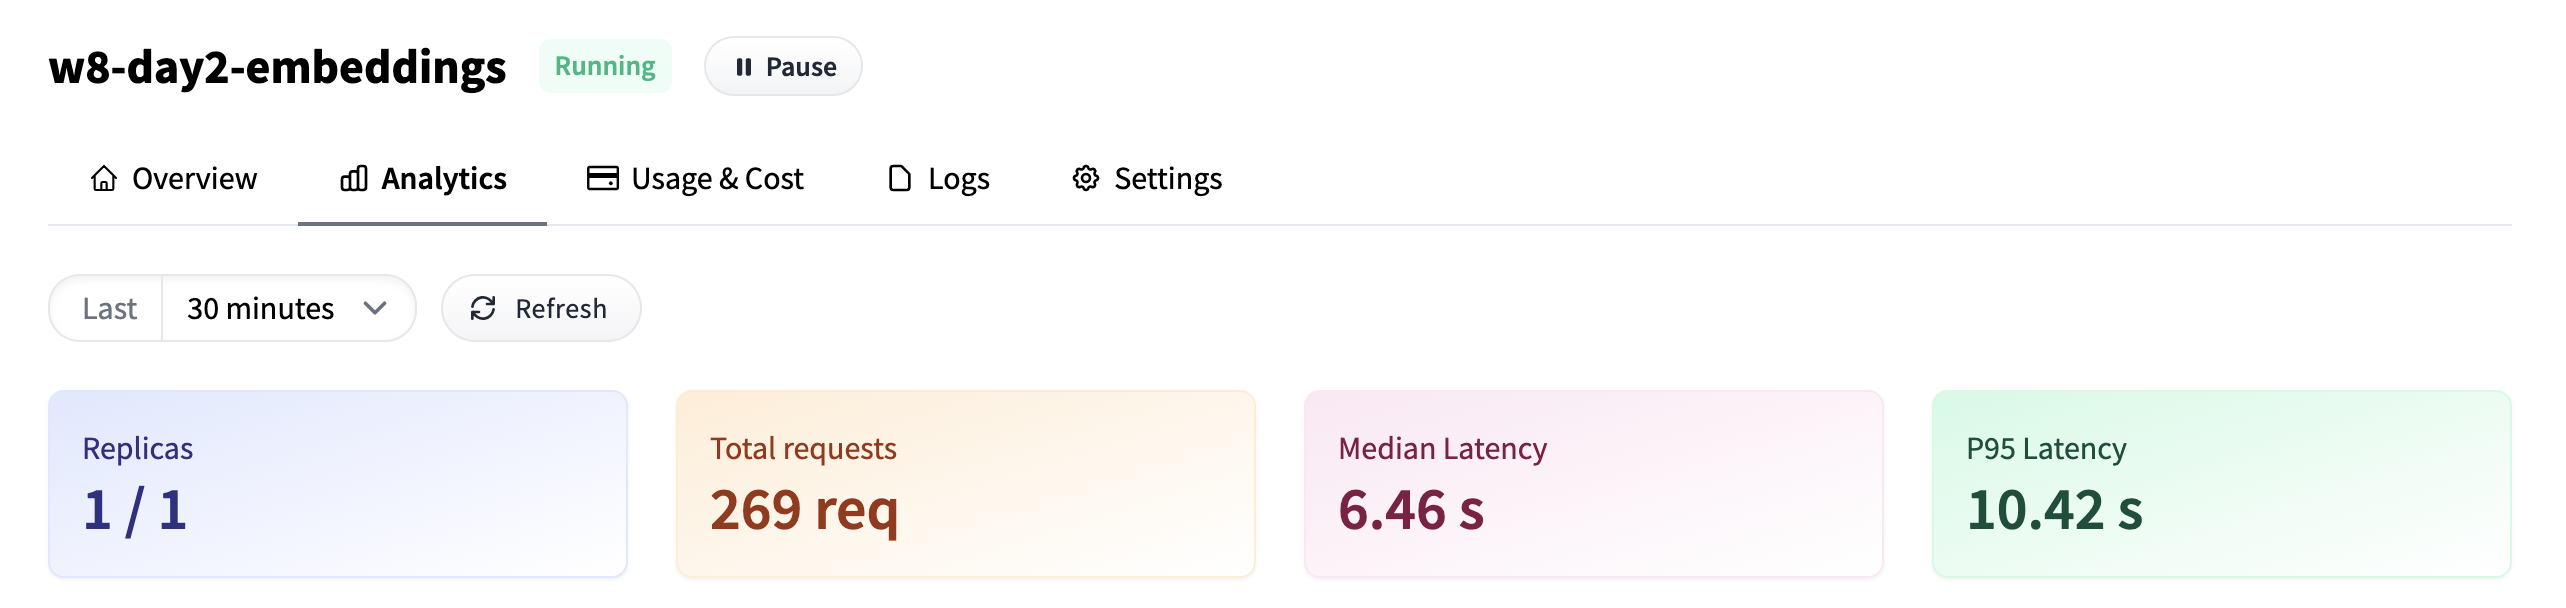 w8-day2-embeddings Running Pause
Overview Analytics Usage & Cost Logs Settings
Last 30 minutes Refresh
Replicas
1 / 1
Total requests
269 req
Median Latency
6.46 s
P95 Latency
10.42 s